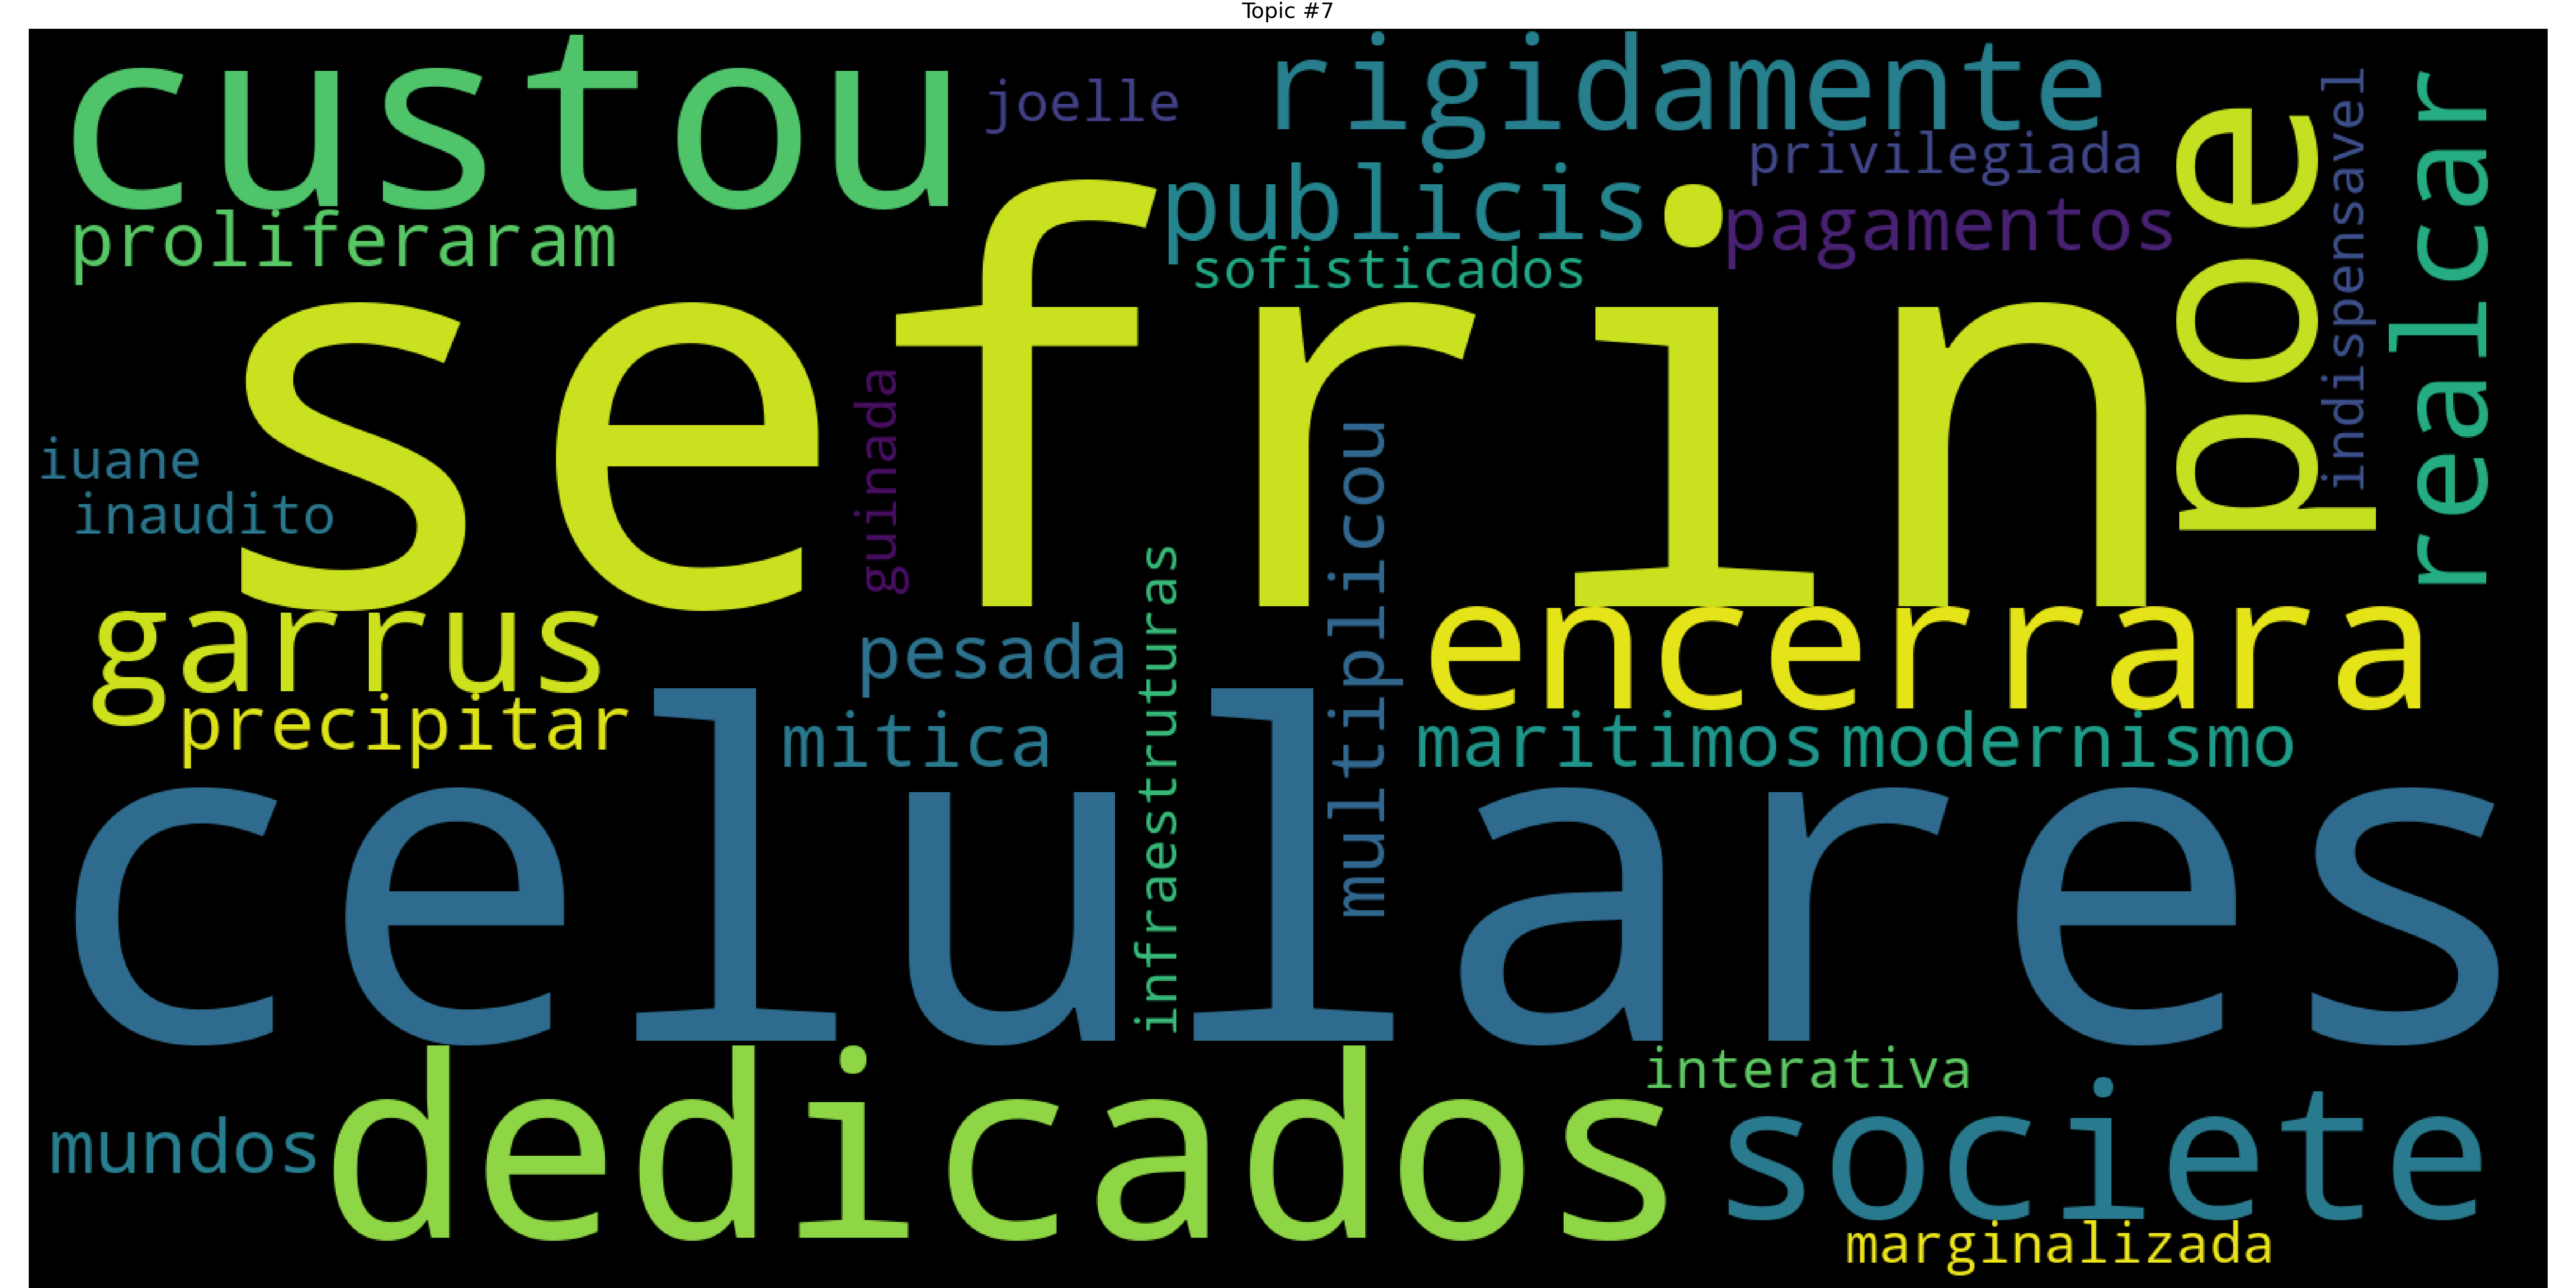 Topic #7
custou
joelle
rigidamente
privilegiada
publicis
pagamentos
proliferaram
sofisticados
poe
indispensavel
realcar
sefrin
iuane
inaudito
guinada
multiplicou
infraestruturas
garrus
pesada
encerrara
precipitar
mitica
maritimos
modernismo
celulares
interativa
mundos
dedicados
societe
marginalizada